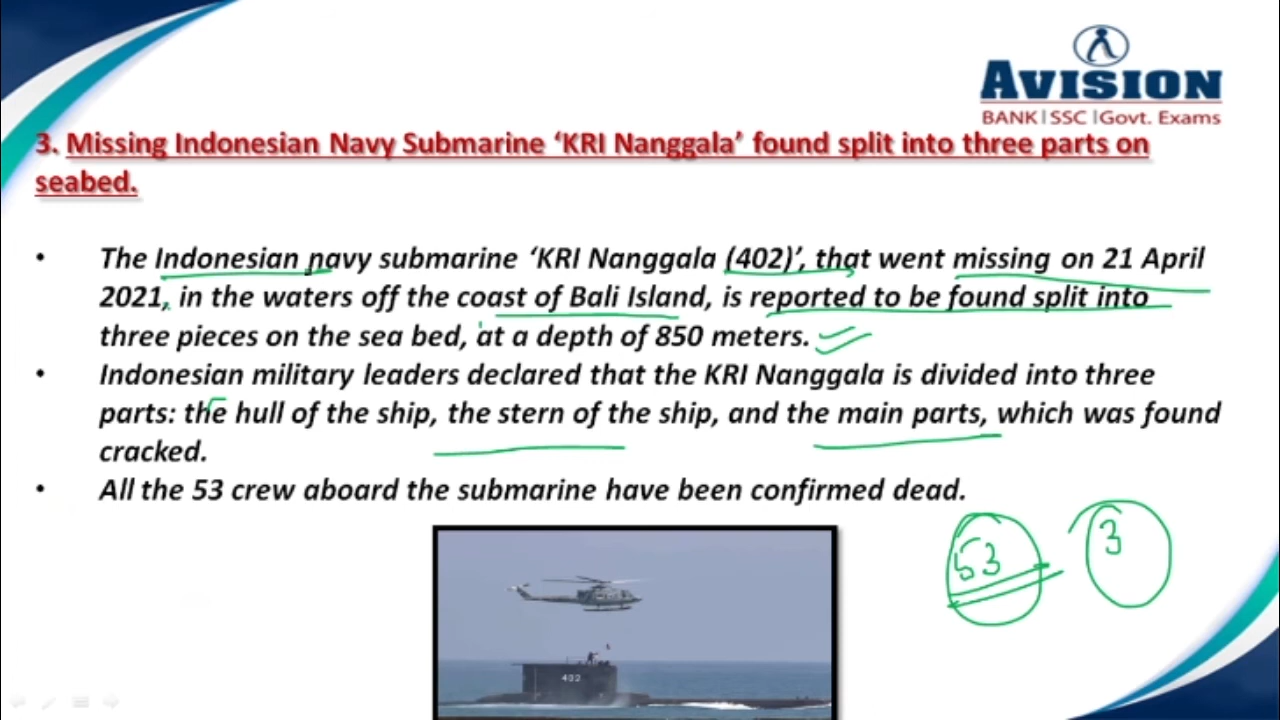 AVISION
BANK | SSC | Govt. Exams
3. Missing Indonesian Navy Submarine ‘KRI Nanggala’ found split into three parts on
seabed.
• The Indonesian navy submarine ‘KRI Nanggala (402)’, that went missing on 21 April
2021, in the waters off the coast of Bali Island, is reported to be found split into
three pieces on the sea bed, at a depth of 850 meters.
• Indonesian military leaders declared that the KRI Nanggala is divided into three
parts: the hull of the ship, the stern of the ship, and the main parts, which was found
cracked.
• All the 53 crew aboard the submarine have been confirmed dead.
53 3
402